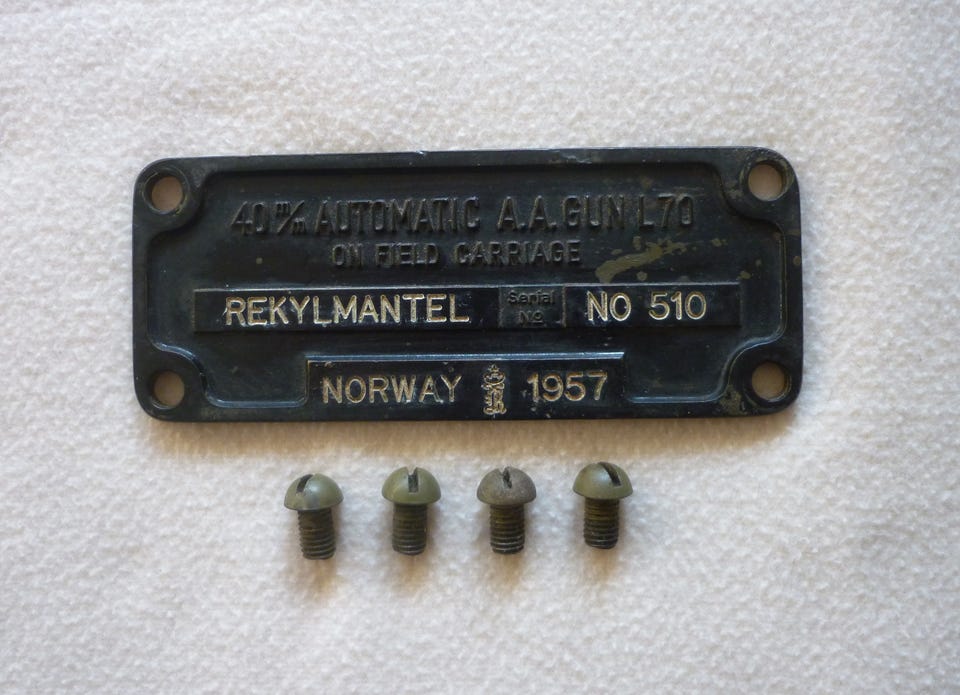 40 m/m AUTOMATIC A.A. GUN L70
ON FIELD CARRIAGE
REKYLMANTEL Serial No NO 510
NORWAY 1957